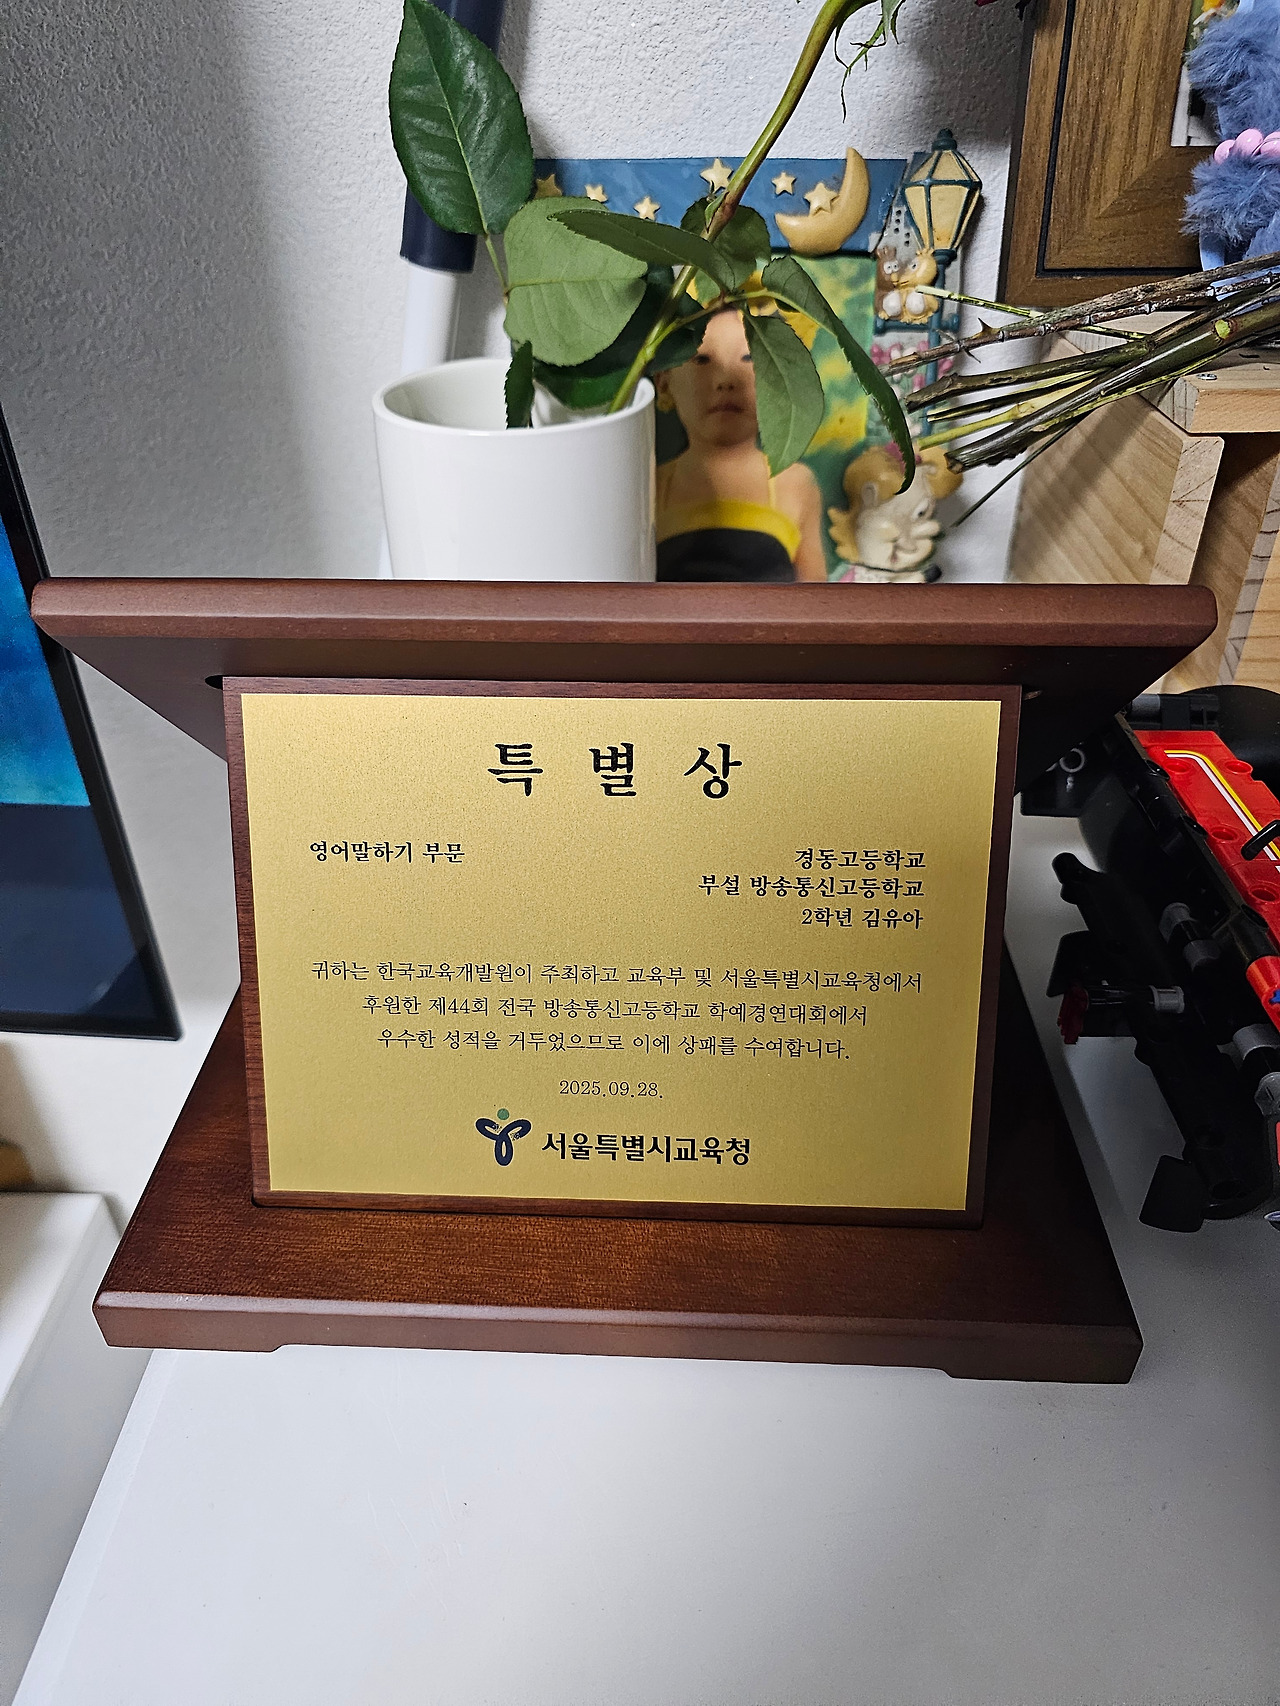 특별상
영어말하기 부문
경동고등학교
부설 방송통신고등학교
2학년 김유아
귀하는 한국교육개발원이 주최하고 교육부 및 서울특별시교육청에서
후원한 제44회 전국 방송통신고등학교 학예경연대회에서
우수한 성적을 거두었으므로 이에 상패를 수여합니다.
2025.09.28.
서울특별시교육청